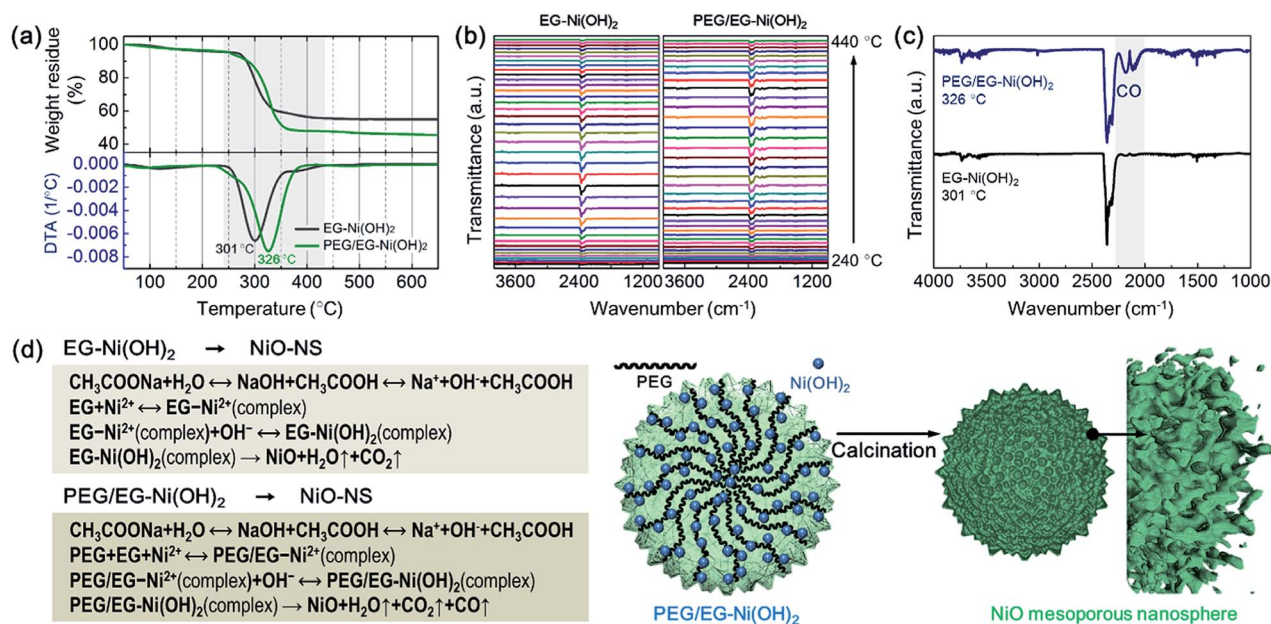 (a)
100
80
60
40
Weight residue
(%)
0.000
-0.002
-0.004
-0.006
-0.008
DTA (1/°C)
EG-Ni(OH)₂
PEG/EG-Ni(OH)₂
301 °C
326 °C
100 200 300 400 500 600
Temperature (°C)
(b)
EG-Ni(OH)₂ PEG/EG-Ni(OH)₂
440 °C
240 °C
Transmittance (a.u.)
3600 2400 1200 3600 2400 1200
Wavenumber (cm⁻¹)
(c)
PEG/EG-Ni(OH)₂
326 °C
CO
EG-Ni(OH)₂
301 °C
Transmittance (a.u.)
4000 3500 3000 2500 2000 1500 1000
Wavenumber (cm⁻¹)
(d)
EG-Ni(OH)₂ → NiO-NS
CH₃COONa+H₂O ↔ NaOH+CH₃COOH ↔ Na⁺+OH⁻+CH₃COOH
EG+Ni²⁺ ↔ EG−Ni²⁺(complex)
EG−Ni²⁺(complex)+OH⁻ ↔ EG-Ni(OH)₂(complex)
EG-Ni(OH)₂(complex) → NiO+H₂O↑+CO₂↑
PEG/EG-Ni(OH)₂ → NiO-NS
CH₃COONa+H₂O ↔ NaOH+CH₃COOH ↔ Na⁺+OH⁻+CH₃COOH
PEG+EG+Ni²⁺ ↔ PEG/EG−Ni²⁺(complex)
PEG/EG−Ni²⁺(complex)+OH⁻ ↔ PEG/EG-Ni(OH)₂(complex)
PEG/EG-Ni(OH)₂(complex) → NiO+H₂O↑+CO₂↑+CO↑
PEG
Ni(OH)₂
Calcination
PEG/EG-Ni(OH)₂
NiO mesoporous nanosphere